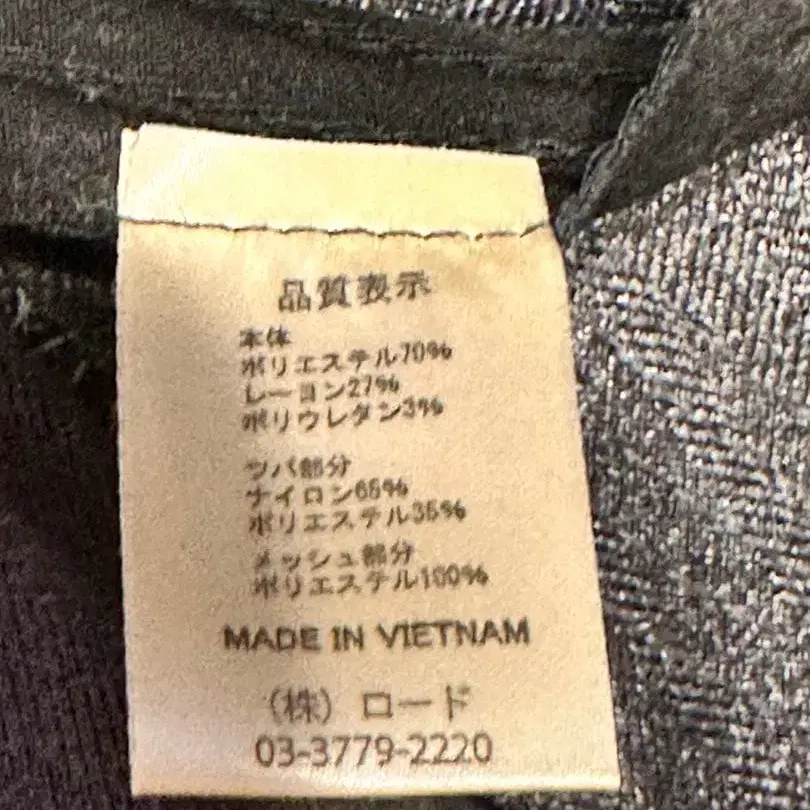 品質表示
本体
ポリエステル70%
レーヨン27%
ポリウレタン3%
ツバ部分
ナイロン65%
ポリエステル35%
メッシュ部分
ポリエステル100%
MADE IN VIETNAM
（株）ロード
03-3779-2220